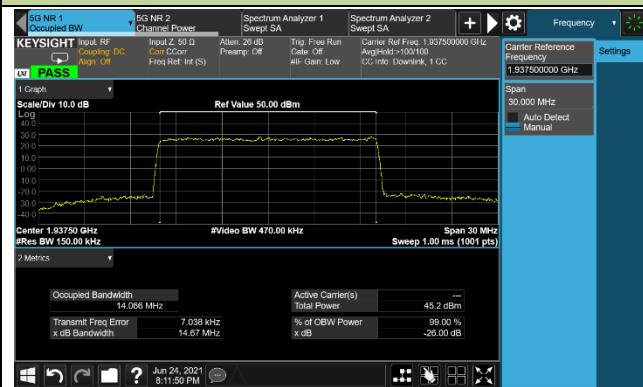 5G NR 1
Occupied BW
5G NR 2
Channel Power
Spectrum Analyzer 1
Swept SA
Spectrum Analyzer 2
Swept SA
Frequency
KEYSIGHT
Input: RF
Coupling: DC
Align: Off
Input Z: 50 Ω
Corr CCorr
Freq Ref: Int (S)
Atten: 26 dB
Preamp: Off
Trig: Free Run
Gate: Off
#IF Gain: Low
Carrier Ref Freq: 1.937500000 GHz
Avg|Hold:>100/100
CC Info: Downlink, 1 CC
LXI
PASS
Carrier Reference
Frequency
1.937500000 GHz
Settings
Span
30.000 MHz
Auto Detect
Manual
1 Graph
Scale/Div 10.0 dB
Ref Value 50.00 dBm
Log
40.0
30.0
20.0
10.0
0.00
-10.0
-20.0
-30.0
-40.0
Center 1.93750 GHz
#Video BW 470.00 kHz
Span 30 MHz
#Res BW 150.00 kHz
Sweep 1.00 ms (1001 pts)
2 Metrics
Occupied Bandwidth
14.066 MHz
Active Carrier(s) ---
Total Power 45.2 dBm
Transmit Freq Error 7.038 kHz
x dB Bandwidth 14.67 MHz
% of OBW Power 99.00 %
x dB -26.00 dB
?
Jun 24, 2021
8:11:50 PM